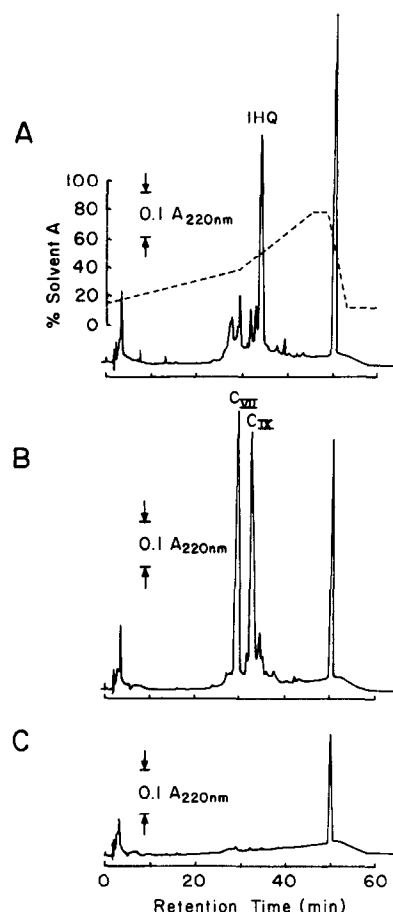 A
IHQ
100
80
60
40
20
0
% Solvent A
0.1 A220nm
B
CVII
CIX
0.1 A220nm
C
0.1 A220nm
0
20
40
60
Retention Time (min)